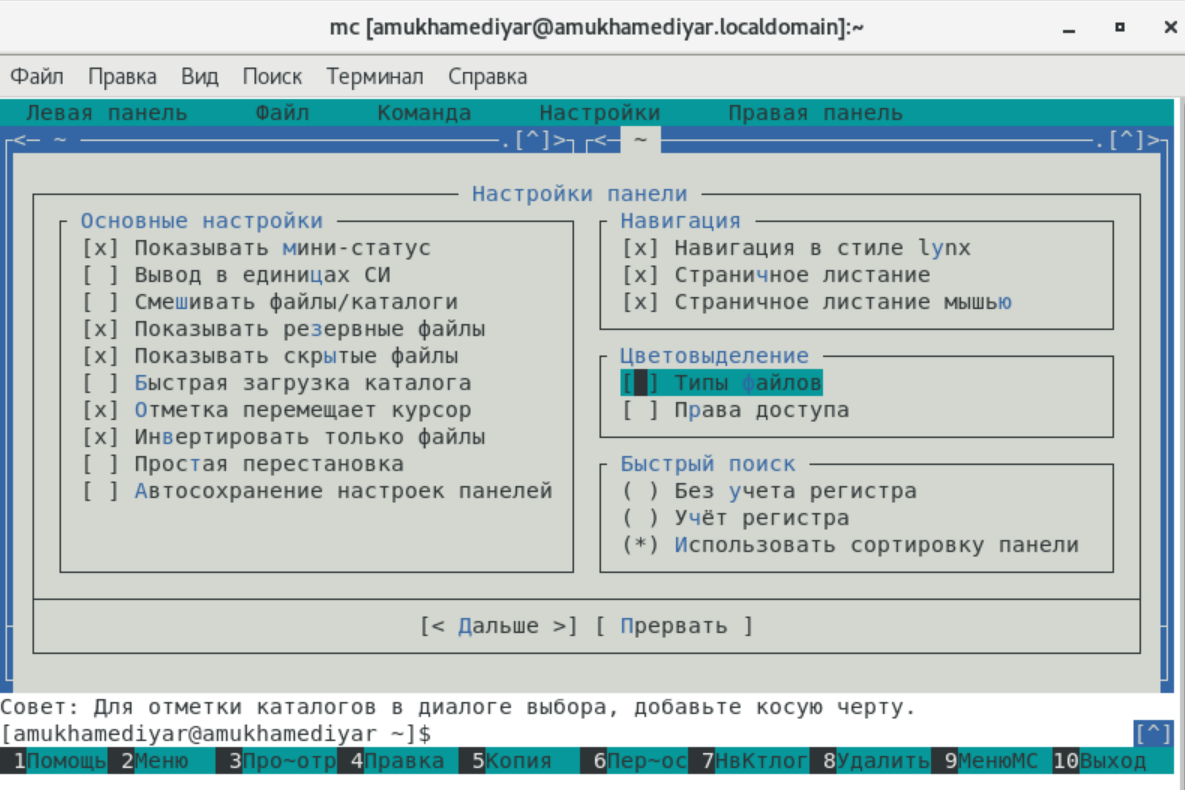 mc [amukhamediyar@amukhamediyar.localdomain]:~
Файл Правка Вид Поиск Терминал Справка
Левая панель Файл Команда Настройки Правая панель
<─ ~ .[^]> <─ ~ .[^]>
Настройки панели
Основные настройки
[x] Показывать мини-статус
[ ] Вывод в единицах СИ
[ ] Смешивать файлы/каталоги
[x] Показывать резервные файлы
[x] Показывать скрытые файлы
[ ] Быстрая загрузка каталога
[x] Отметка перемещает курсор
[x] Инвертировать только файлы
[ ] Простая перестановка
[ ] Автосохранение настроек панелей
Навигация
[x] Навигация в стиле lynx
[x] Страничное листание
[x] Страничное листание мышью
Цветовыделение
[ ] Типы файлов
[ ] Права доступа
Быстрый поиск
( ) Без учета регистра
( ) Учёт регистра
(*) Использовать сортировку панели
[< Дальше >] [ Прервать ]
Совет: Для отметки каталогов в диалоге выбора, добавьте косую черту.
[amukhamediyar@amukhamediyar ~]$ [^]
1Помощь 2Меню 3Про~отр 4Правка 5Копия 6Пер~ос 7НвКтлог 8Удалить 9МенюMC 10Выход